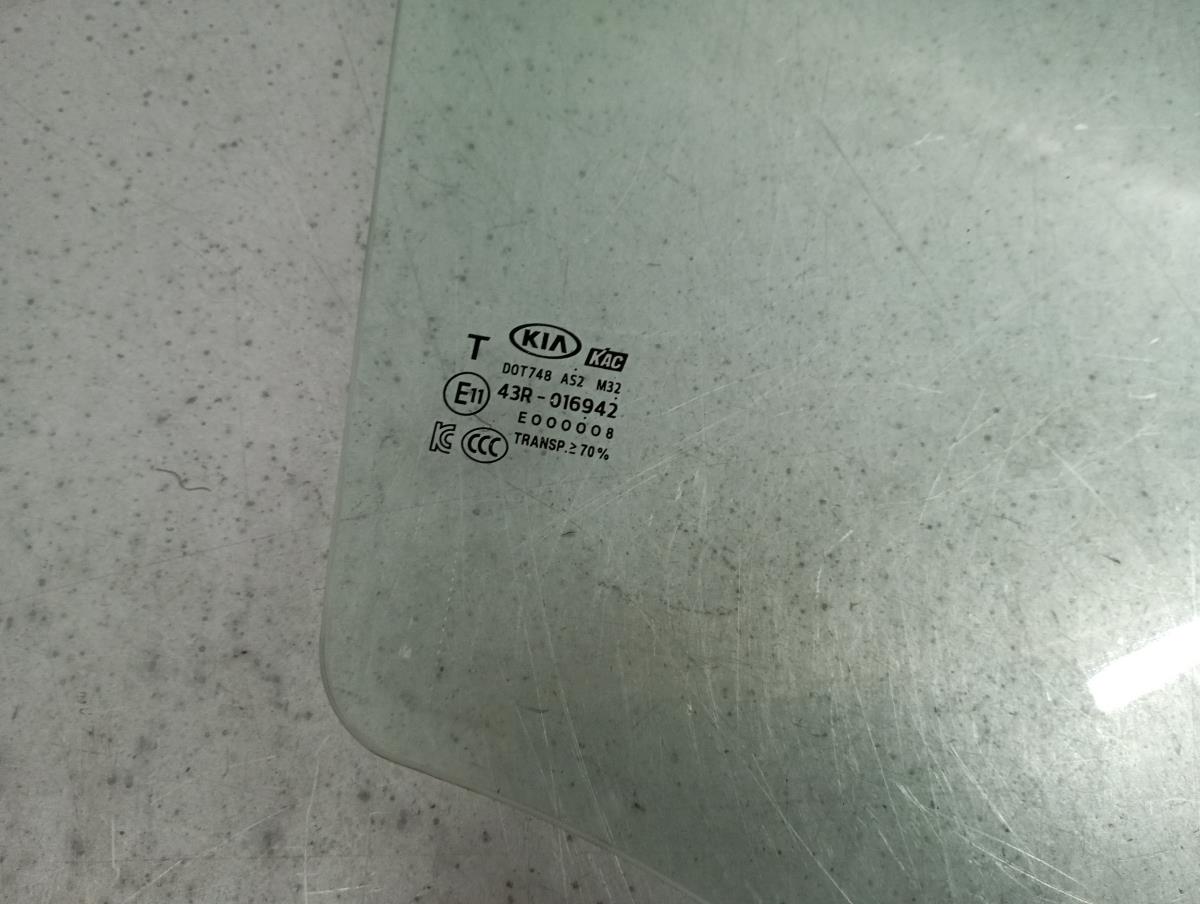 T KIA KAC
DOT748 AS2 M32
E11 43R-016942
E000008
KC CCC TRANSP.≥70%